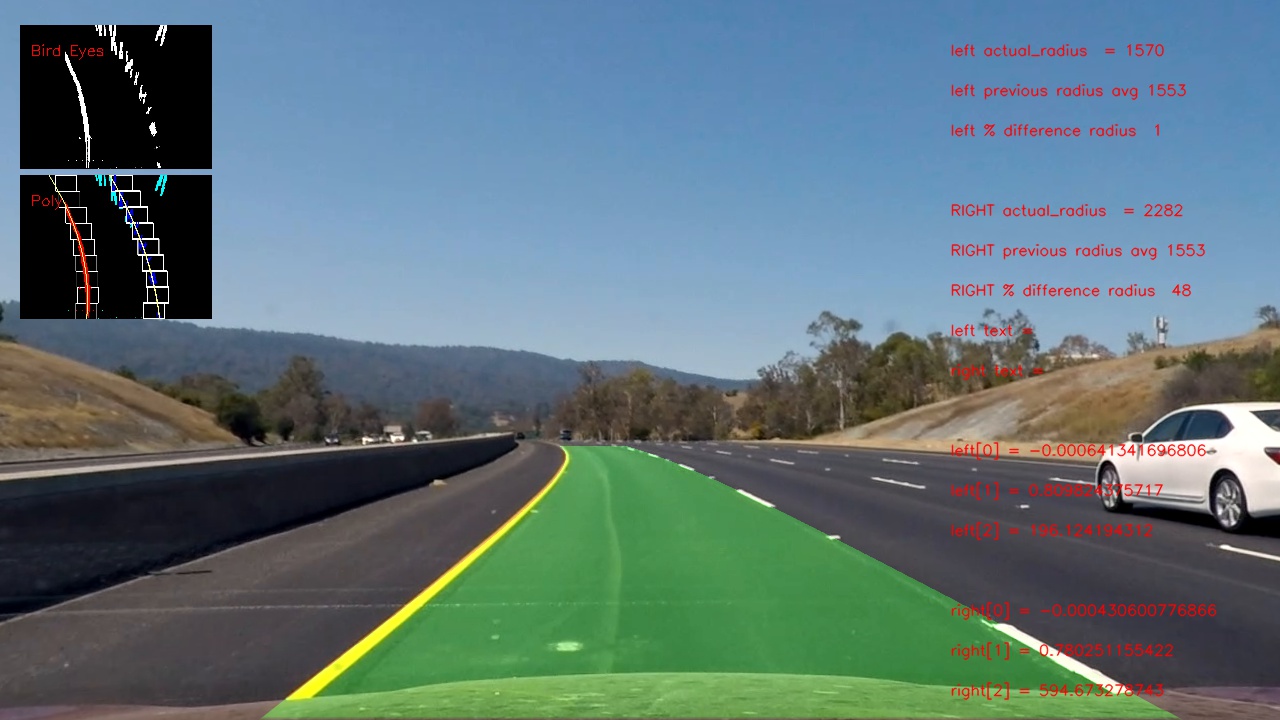 Bird Eyes
Poly
left actual_radius = 1570
left previous radius avg 1553
left % difference radius 1
RIGHT actual_radius = 2282
RIGHT previous radius avg 1553
RIGHT % difference radius 48
left text =
right text =
left[0] = -0.000641341696806
left[1] = 0.809824375717
left[2] = 196.124194312
right[0] = -0.000430600776866
right[1] = 0.780251155422
right[2] = 594.673278743